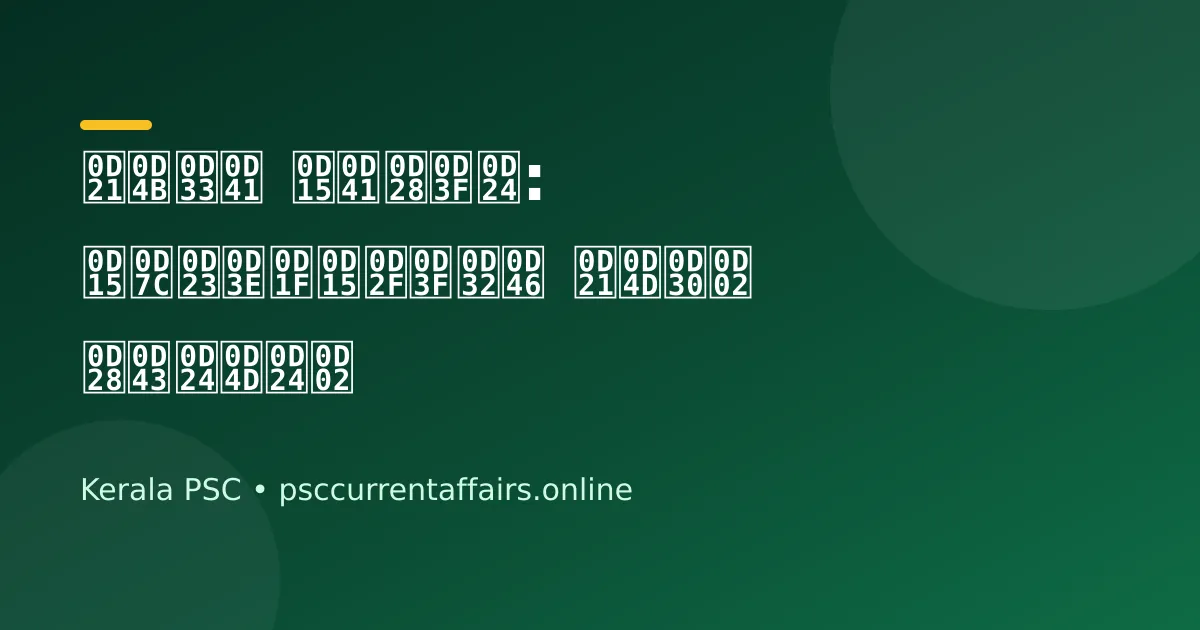 ഡോളു കുനിത:
കർണാടകയിലെ ഡ്രം
നൃത്തം
Kerala PSC • psccurrentaffairs.online